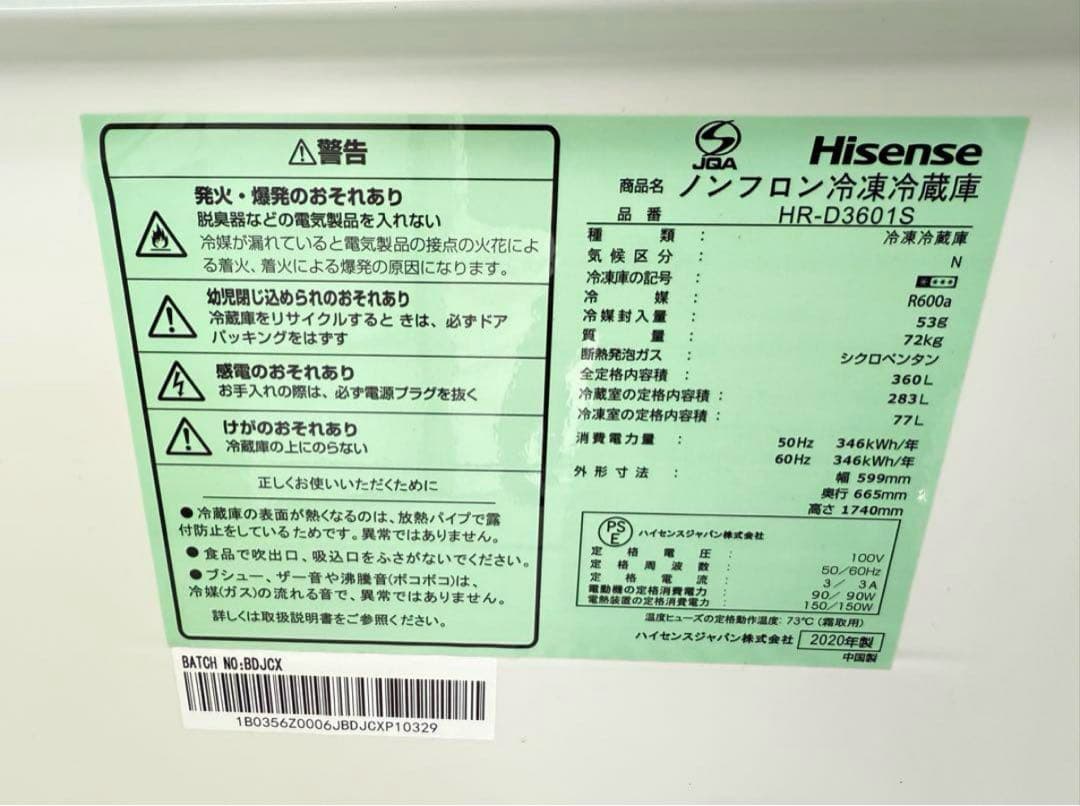 ⚠警告
発火・爆発のおそれあり
脱臭器などの電気製品を入れない
冷媒が漏れていると電気製品の接点の火花によ
る着火、着火による爆発の原因になります。
幼児閉じ込められのおそれあり
冷蔵庫をリサイクルすると きは、必ずドア
パッキングをはずす
感電のおそれあり
お手入れの際は、必ず電源プラグを抜く
けがのおそれあり
冷蔵庫の上にのらない
正しくお使いいただくために
●冷蔵庫の表面が熱くなるのは、放熱パイプで露
付防止をしているためです。異常ではありません。
●食品で吹出口、吸込口をふさがないでください。
●ブシュー、ザー音や沸騰音(ボコボコ)は、
冷媒(ガス)の流れる音で、異常ではありません。
詳しくは取扱説明書をご参照ください。
BATCH NO:BDJCX
1B0356Z0006JBDJCXP10329
JQA
Hisense
商品名 ノンフロン冷凍冷蔵庫
品番 HR-D3601S
種類 : 冷凍冷蔵庫
気候区分 : N
冷凍庫の記号 :
冷媒 : R600a
冷媒封入量 : 53g
質量 : 72kg
断熱発泡ガス : シクロペンタン
全定格内容積 : 360L
冷蔵室の定格内容積 : 283L
冷凍室の定格内容積 : 77L
消費電力量 : 50Hz 346kWh/年
60Hz 346kWh/年
外形寸法 : 幅 599mm
奥行 665mm
高さ 1740mm
PSE ハイセンスジャパン株式会社
定格電圧 : 100V
定格周波数 : 50/60Hz
定格電流 : 3/ 3A
電動機の定格消費電力 : 90/ 90W
電熱装置の定格消費電力 : 150/150W
温度ヒューズの定格動作温度: 73℃(霜取用)
ハイセンスジャパン株式会社 2020年製
中国製